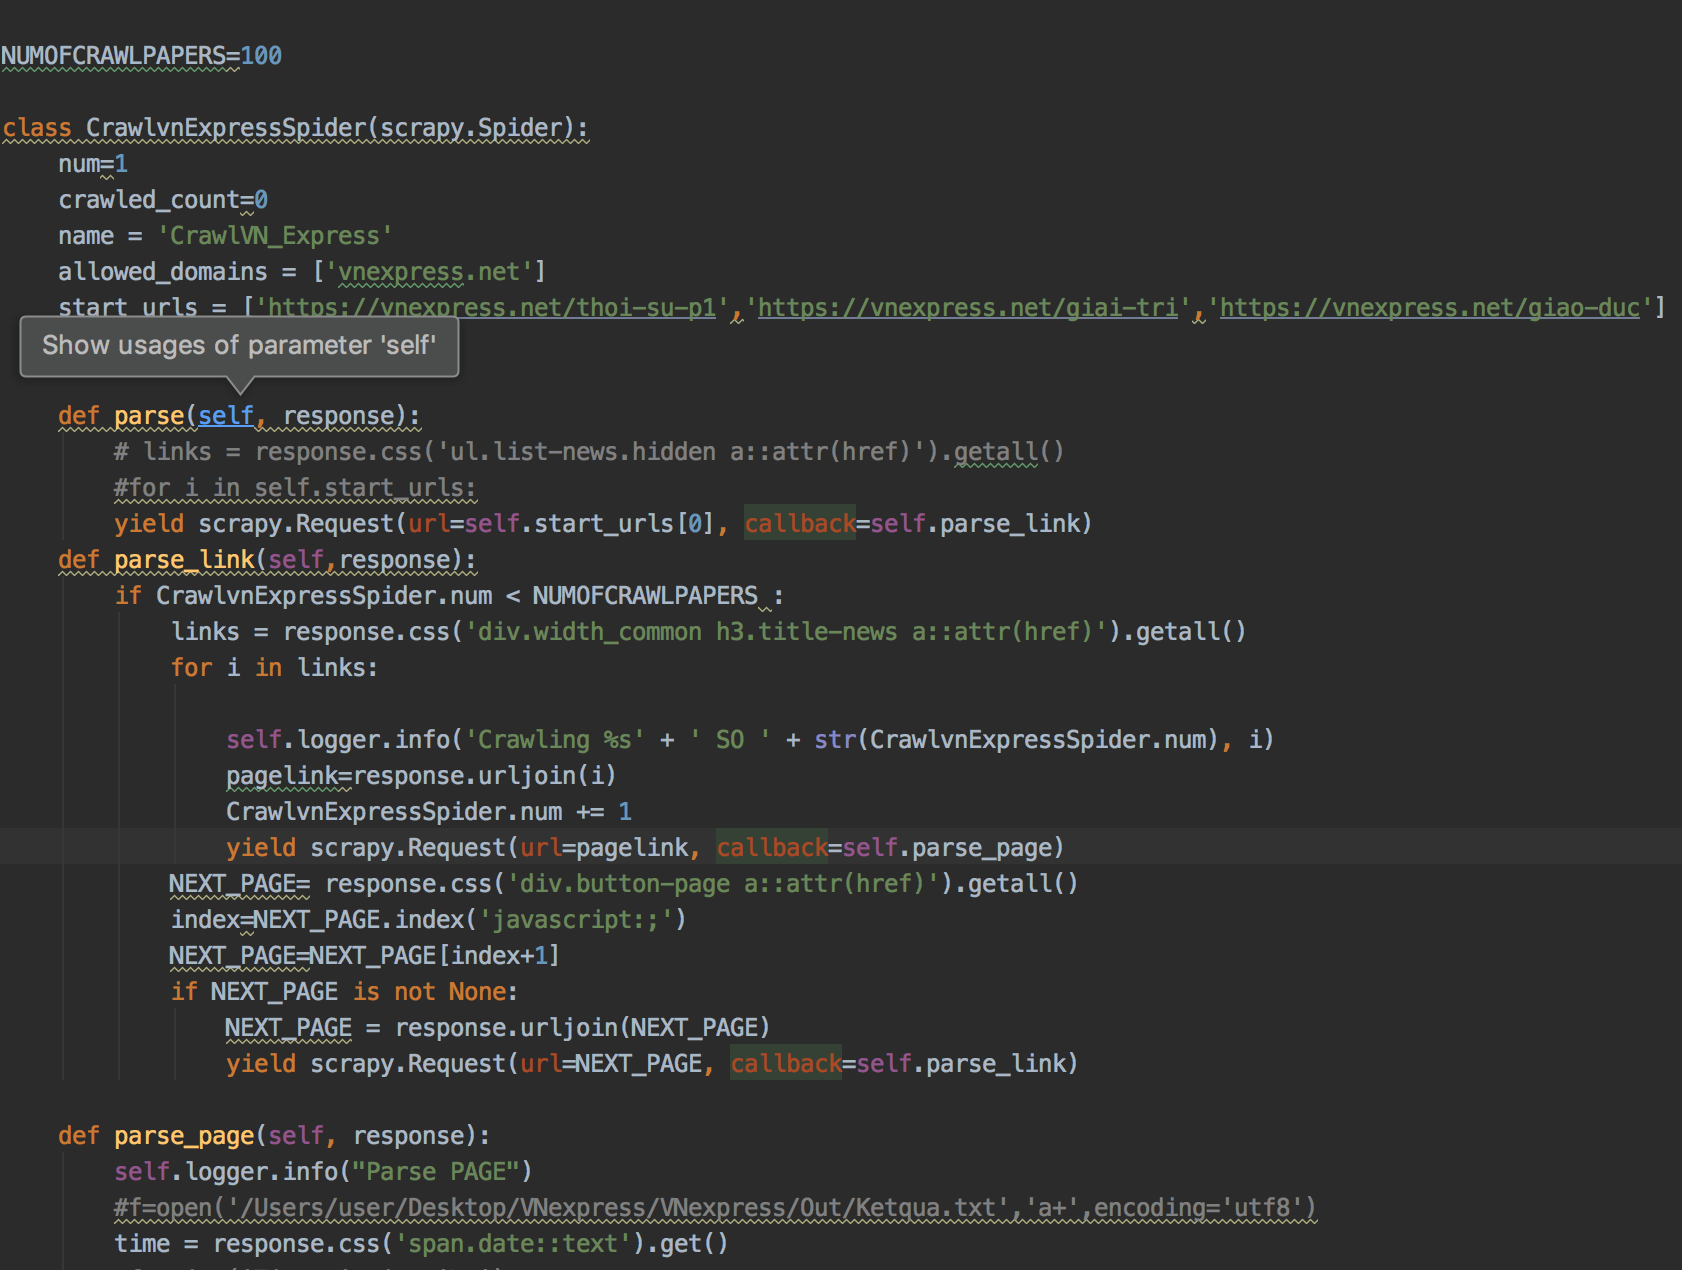 NUMOFCRAWLPAPERS=100
class CrawlvnExpressSpider(scrapy.Spider):
    num=1
    crawled_count=0
    name = 'CrawlVN_Express'
    allowed_domains = ['vnexpress.net']
    start_urls = ['https://vnexpress.net/thoi-su-p1','https://vnexpress.net/giai-tri','https://vnexpress.net/giao-duc']
Show usages of parameter 'self'
    def parse(self, response):
        # links = response.css('ul.list-news.hidden a::attr(href)').getall()
        #for i in self.start_urls:
        yield scrapy.Request(url=self.start_urls[0], callback=self.parse_link)
    def parse_link(self,response):
        if CrawlvnExpressSpider.num < NUMOFCRAWLPAPERS :
            links = response.css('div.width_common h3.title-news a::attr(href)').getall()
            for i in links:
                self.logger.info('Crawling %s' + ' SO ' + str(CrawlvnExpressSpider.num), i)
                pagelink=response.urljoin(i)
                CrawlvnExpressSpider.num += 1
                yield scrapy.Request(url=pagelink, callback=self.parse_page)
            NEXT_PAGE= response.css('div.button-page a::attr(href)').getall()
            index=NEXT_PAGE.index('javascript:;')
            NEXT_PAGE=NEXT_PAGE[index+1]
            if NEXT_PAGE is not None:
                NEXT_PAGE = response.urljoin(NEXT_PAGE)
                yield scrapy.Request(url=NEXT_PAGE, callback=self.parse_link)
    def parse_page(self, response):
        self.logger.info("Parse PAGE")
        #f=open('/Users/user/Desktop/VNexpress/VNexpress/Out/Ketqua.txt','a+',encoding='utf8')
        time = response.css('span.date::text').get()